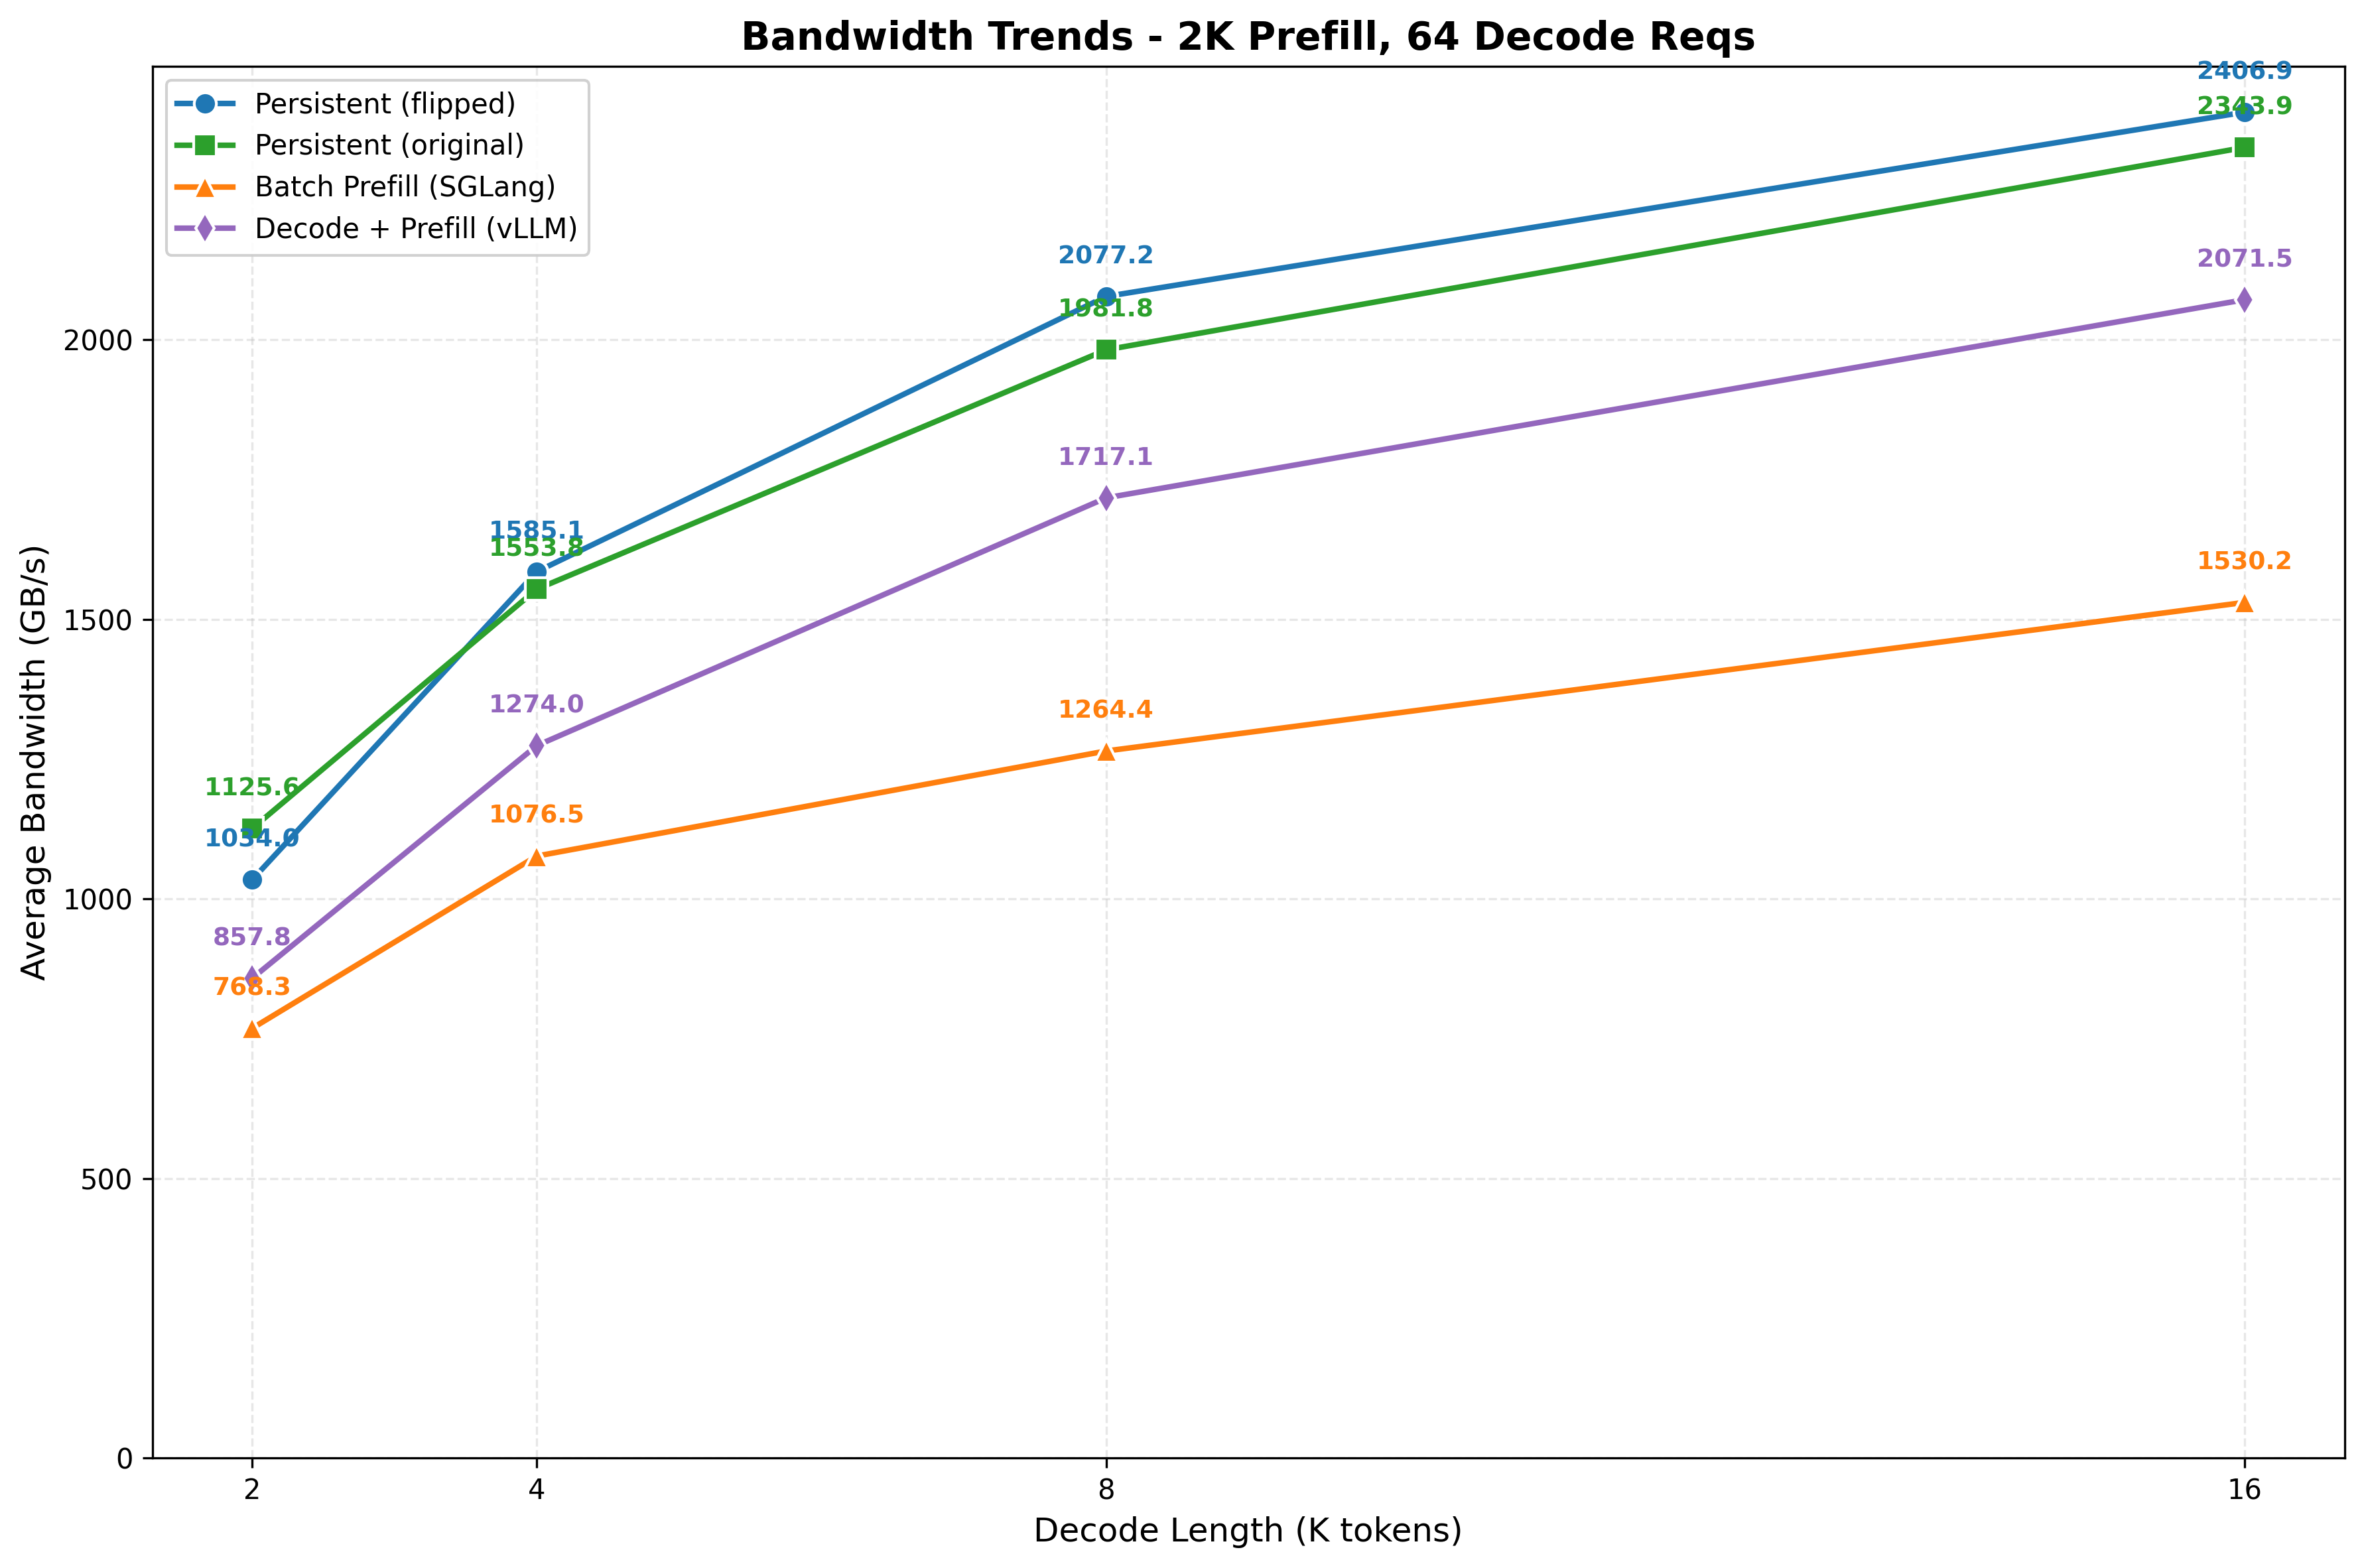 Bandwidth Trends - 2K Prefill, 64 Decode Reqs
Persistent (flipped)
Persistent (original)
Batch Prefill (SGLang)
Decode + Prefill (vLLM)
2406.9
2343.9
2071.5
2077.2
1981.8
1717.1
1585.1
1553.8
1530.2
1274.0
1264.4
1125.6
1076.5
1034.0
857.8
768.3
Average Bandwidth (GB/s)
2000
1500
1000
500
0
2 4 8 16
Decode Length (K tokens)